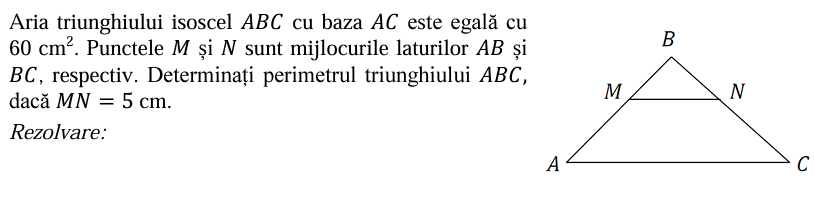 Aria triunghiului isoscel ABC cu baza AC este egală cu
60 cm². Punctele M și N sunt mijlocurile laturilor AB și
BC, respectiv. Determinați perimetrul triunghiului ABC,
dacă MN = 5 cm.
Rezolvare:
B
M
N
A
C